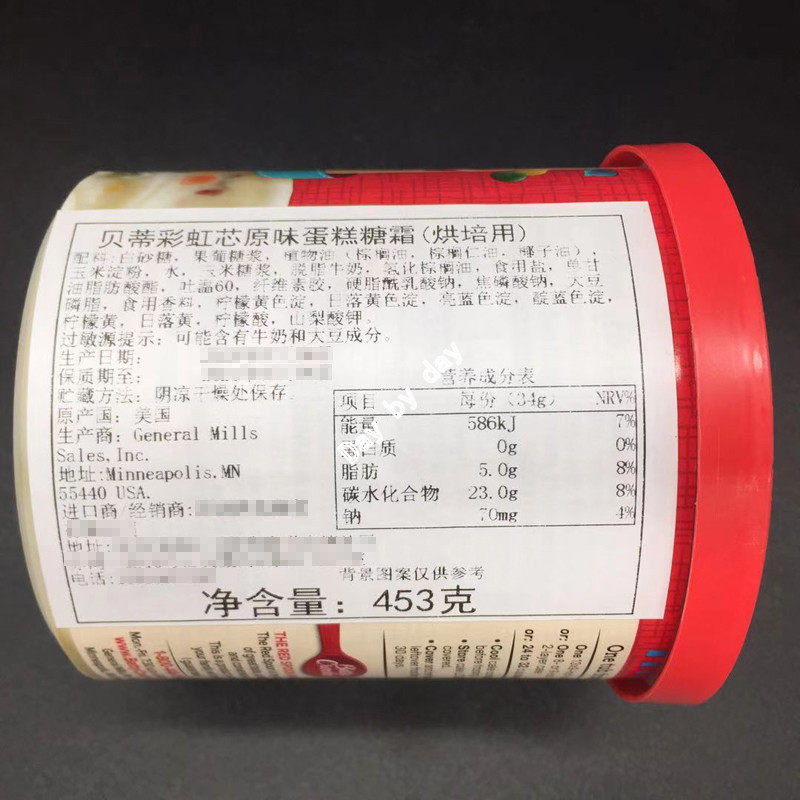 贝蒂彩虹芯原味蛋糕糖霜(烘培用)
配料:白砂糖,果葡糖浆,植物油(棕榈油,棕榈仁油,椰子油),
玉米淀粉,水,玉米糖浆,脱脂牛奶,氢化棕榈油,食用盐,单甘
油脂肪酸酯,吐温60,纤维素胶,硬脂酰乳酸钠,焦磷酸钠,大豆
磷脂,食用香料,柠檬黄色淀,日落黄色淀,亮蓝色淀,靛蓝色淀,
柠檬黄,日落黄,柠檬酸,山梨酸钾。
过敏源提示:可能含有牛奶和大豆成分。
生产日期:
保质期至:
贮藏方法:阴凉干燥处保存
原产国:美国
生产商:General Mills
Sales,Inc.
地址:Minneapolis.MN
55440 USA.
进口商/经销商:
地址:
电话:
营养成分表
项目 每份(34g) NRV%
能量 586kJ 7%
蛋白质 0g 0%
脂肪 5.0g 8%
碳水化合物 23.0g 8%
钠 70mg 4%
背景图案仅供参考
净含量:453克
Day by day
THE RED SPOON
The Red Spoon